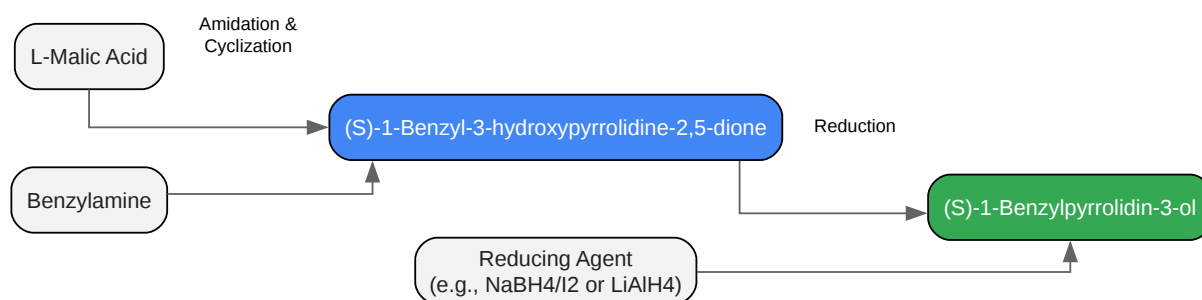 Amidation &
Cyclization
L-Malic Acid
(S)-1-Benzyl-3-hydroxypyrrolidine-2,5-dione
Reduction
Benzylamine
(S)-1-Benzylpyrrolidin-3-ol
Reducing Agent
(e.g., NaBH4/I2 or LiAlH4)